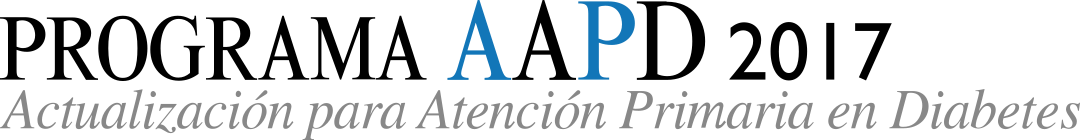 PROGRAMA AAPD 2017
Actualización para Atención Primaria en Diabetes